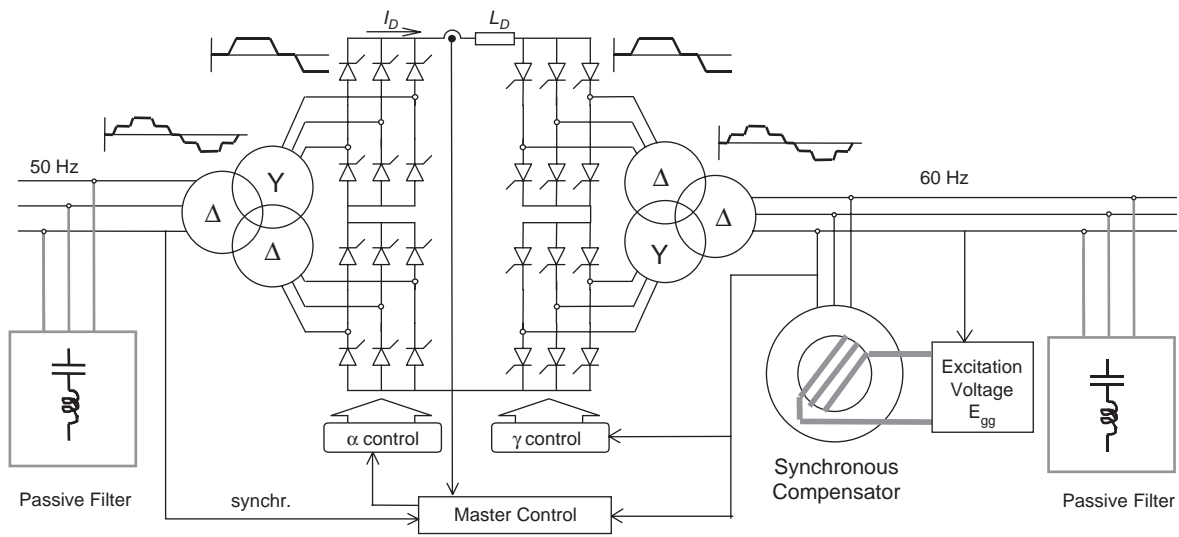 I_D
L_D
50 Hz
60 Hz
Y
Δ
Δ
Δ
Δ
Y
α control
γ control
Excitation
Voltage
E_gg
Synchronous
Compensator
Passive Filter
Passive Filter
synchr.
Master Control